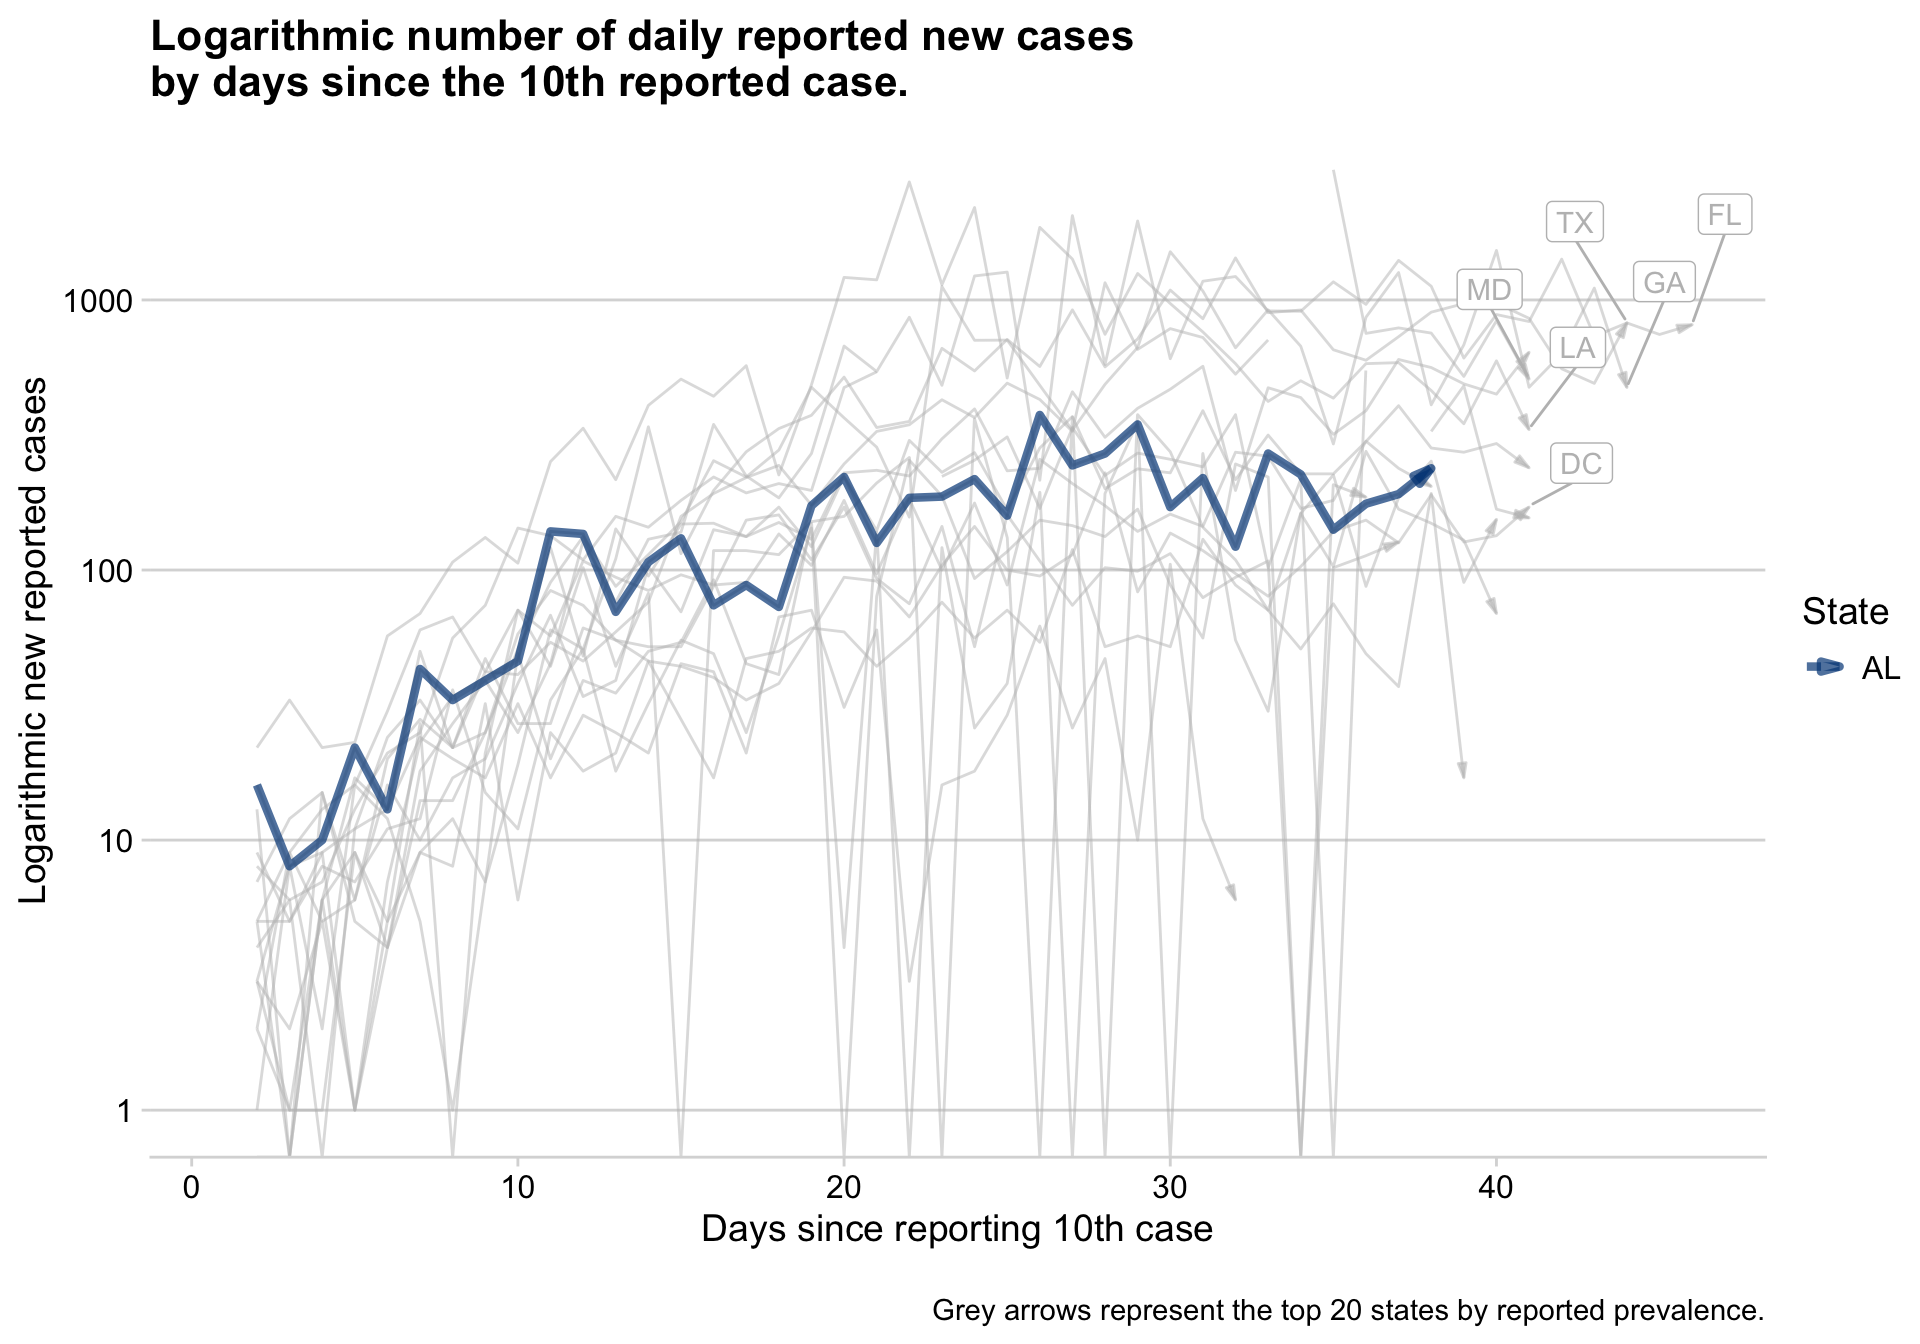 Logarithmic number of daily reported new cases
by days since the 10th reported case.
TX
FL
MD
GA
LA
DC
1000
100
10
1
Logarithmic new reported cases
State
AL
0
10
20
30
40
Days since reporting 10th case
Grey arrows represent the top 20 states by reported prevalence.